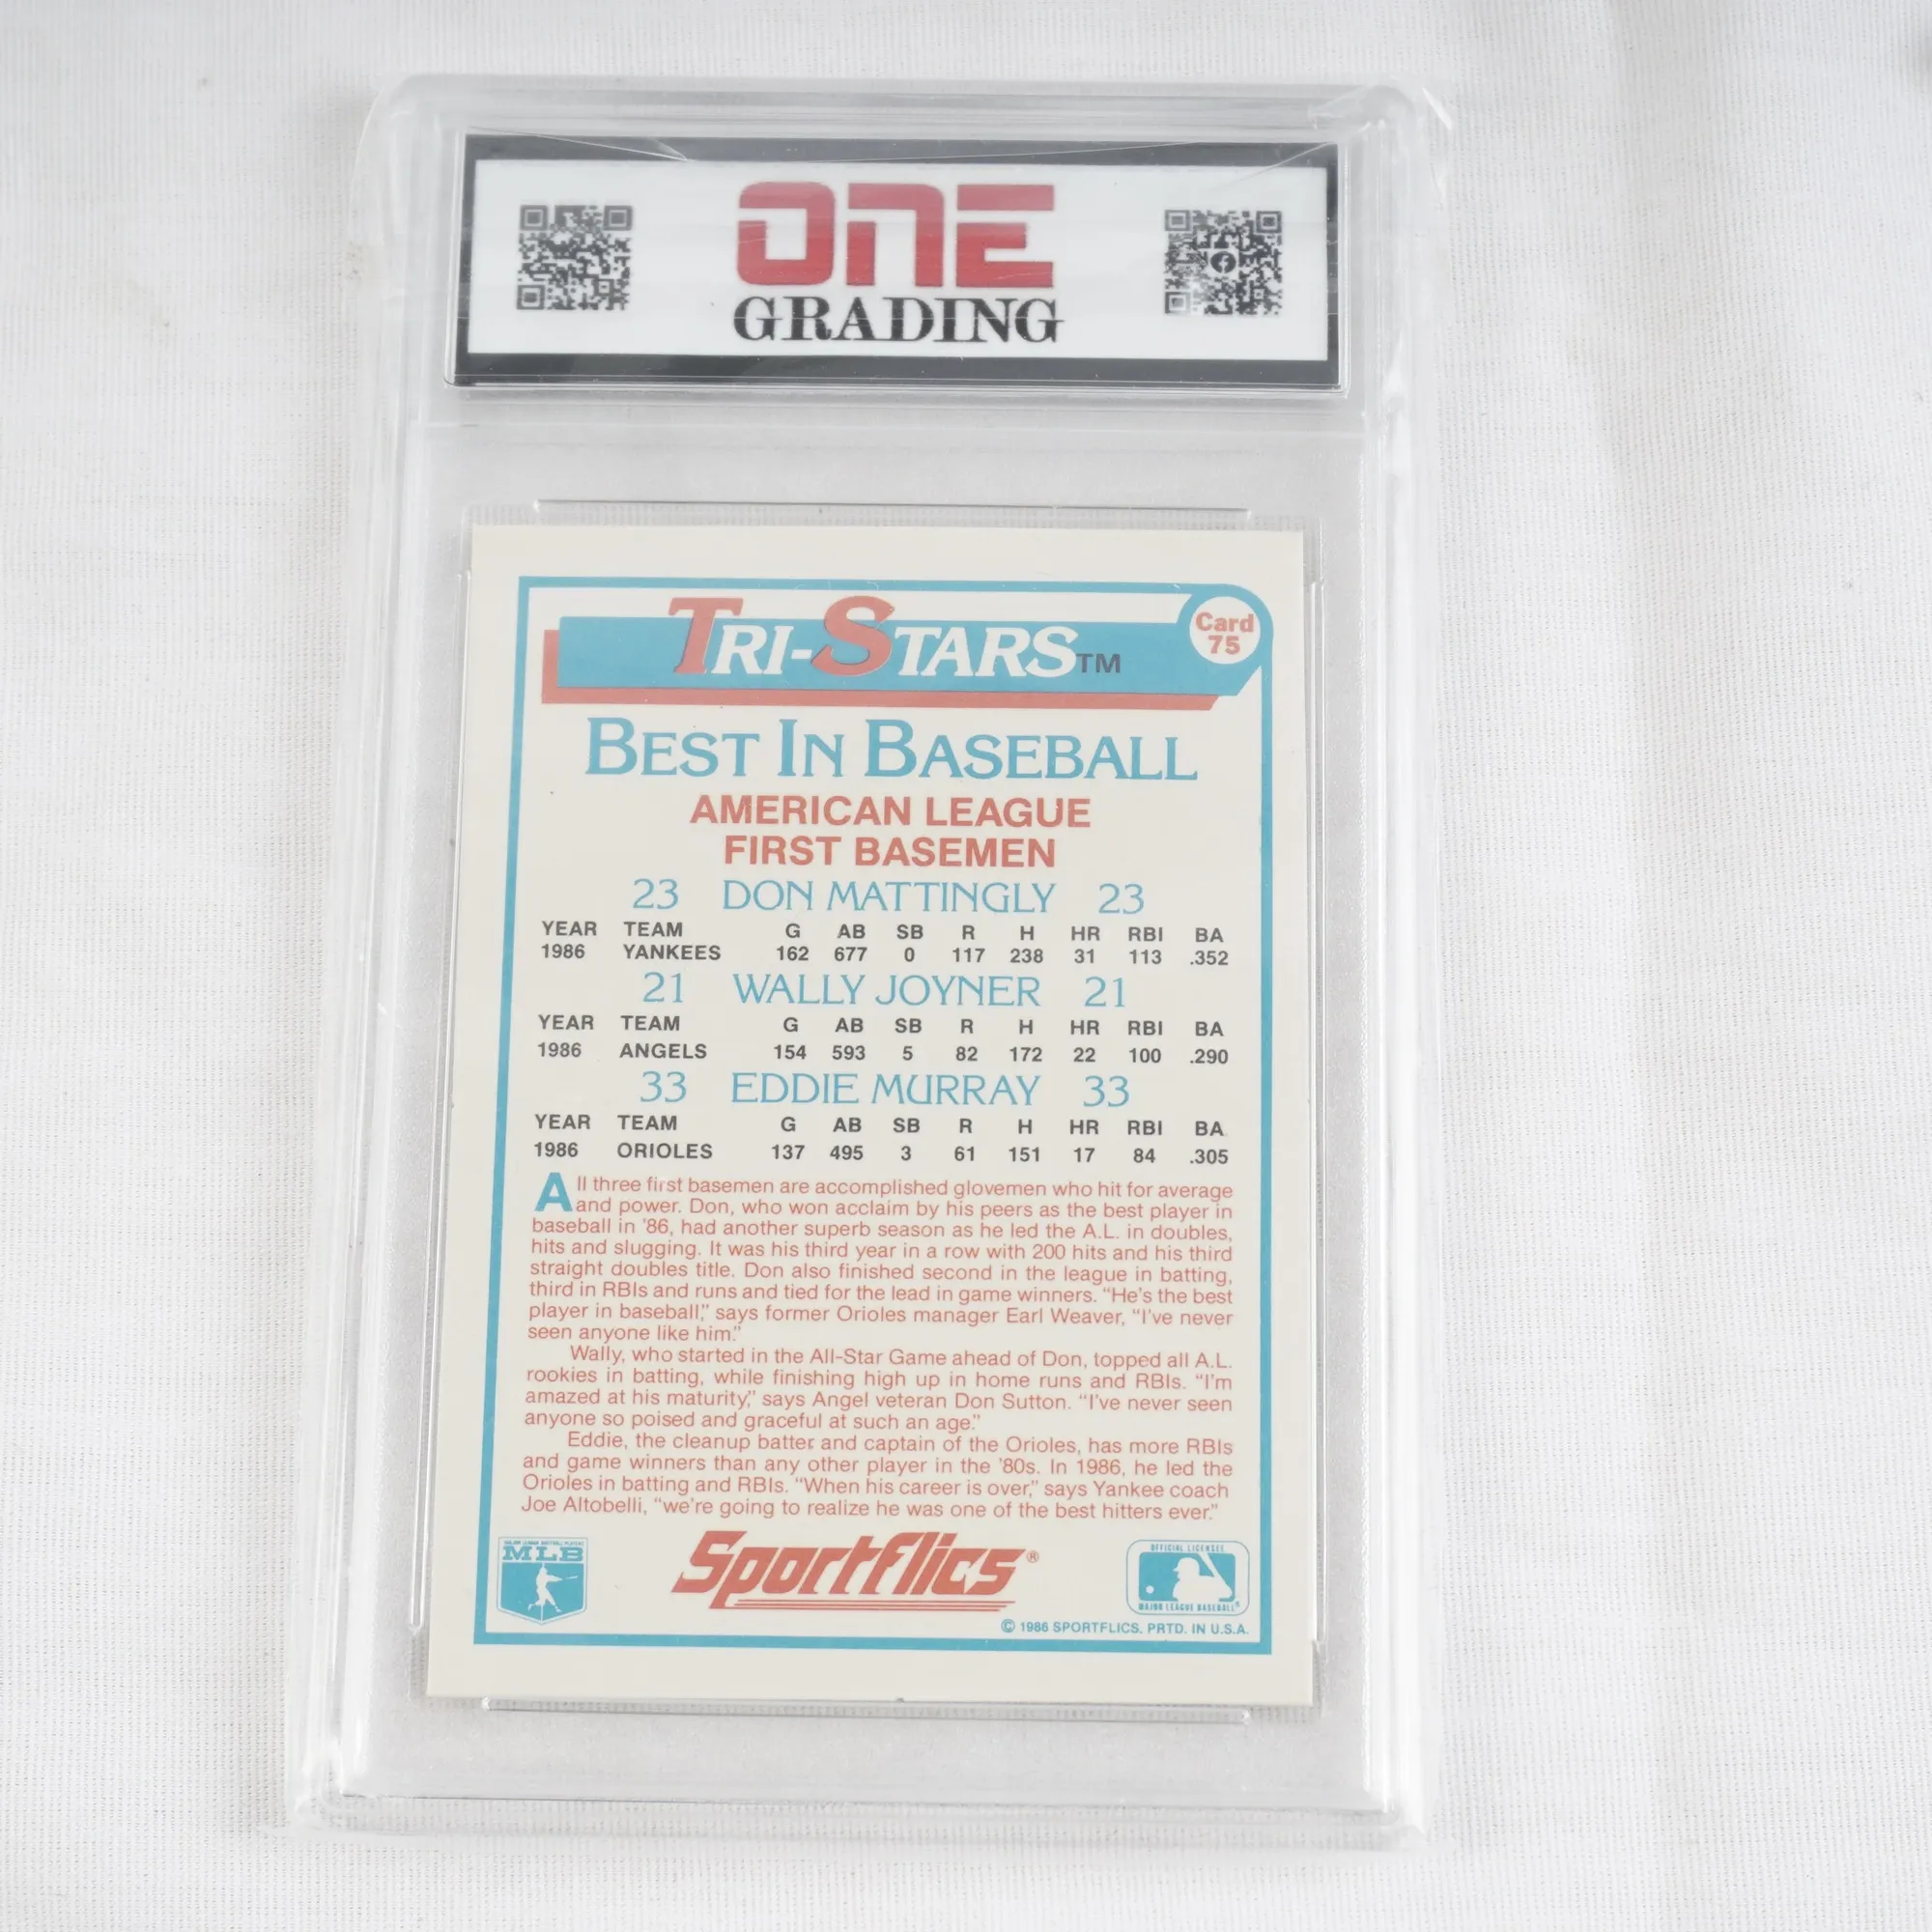 ONE
GRADING
TRI-STARS™
Card
75
BEST IN BASEBALL
AMERICAN LEAGUE
FIRST BASEMEN
23 DON MATTINGLY 23
YEAR TEAM G AB SB R H HR RBI BA
1986 YANKEES 162 677 0 117 238 31 113 .352
21 WALLY JOYNER 21
YEAR TEAM G AB SB R H HR RBI BA
1986 ANGELS 154 593 5 82 172 22 100 .290
33 EDDIE MURRAY 33
YEAR TEAM G AB SB R H HR RBI BA
1986 ORIOLES 137 495 3 61 151 17 84 .305
All three first basemen are accomplished glovemen who hit for average
and power. Don, who won acclaim by his peers as the best player in
baseball in '86, had another superb season as he led the A.L. in doubles,
hits and slugging. It was his third year in a row with 200 hits and his third
straight doubles title. Don also finished second in the league in batting,
third in RBIs and runs and tied for the lead in game winners. "He's the best
player in baseball," says former Orioles manager Earl Weaver, "I've never
seen anyone like him."
Wally, who started in the All-Star Game ahead of Don, topped all A.L.
rookies in batting, while finishing high up in home runs and RBIs. "I'm
amazed at his maturity," says Angel veteran Don Sutton. "I've never seen
anyone so poised and graceful at such an age."
Eddie, the cleanup batter and captain of the Orioles, has more RBIs
and game winners than any other player in the '80s. In 1986, he led the
Orioles in batting and RBIs. "When his career is over," says Yankee coach
Joe Altobelli, "we're going to realize he was one of the best hitters ever."
MAJOR LEAGUE BASEBALL PLAYERS
MLB
Sportflics®
OFFICIAL LICENSEE
MAJOR LEAGUE BASEBALL®
© 1986 SPORTFLICS. PRTD. IN U.S.A.